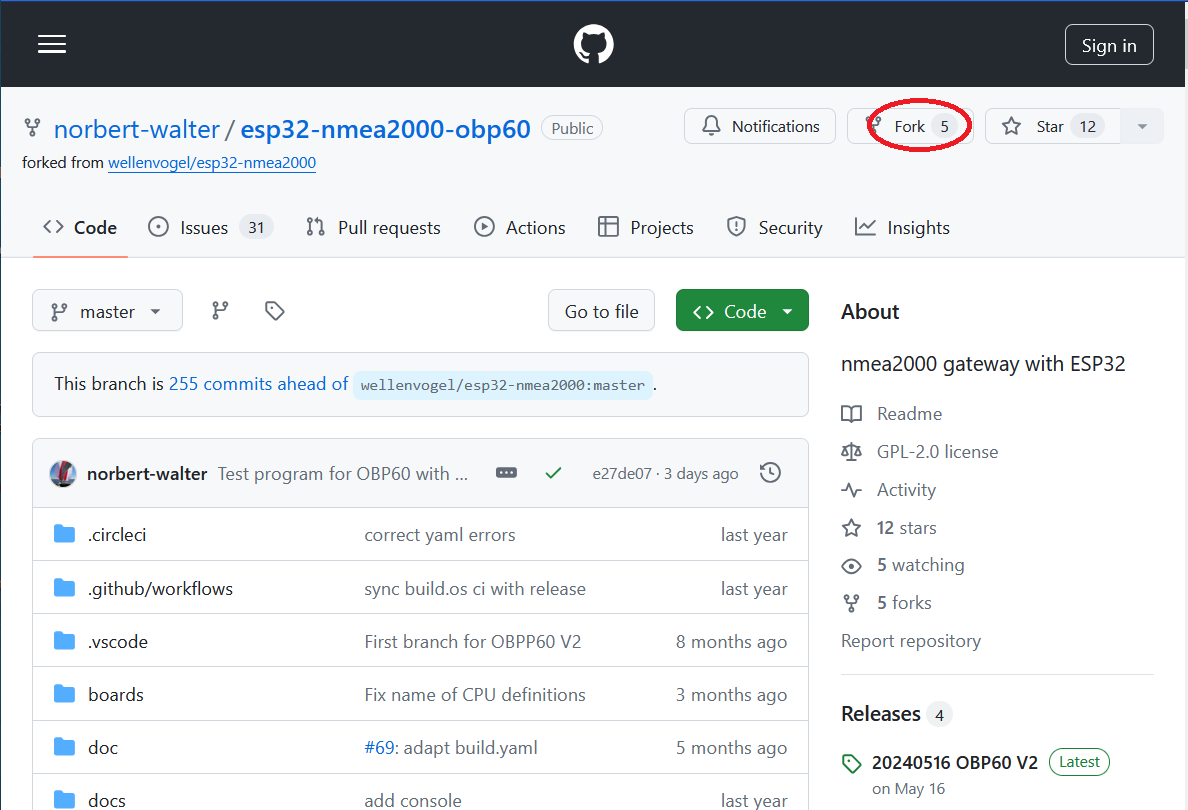 Sign in
norbert-walter / esp32-nmea2000-obp60 Public
Notifications Fork 5 Star 12
forked from wellenvogel/esp32-nmea2000
Code Issues 31 Pull requests Actions Projects Security Insights
master Go to file Code
This branch is 255 commits ahead of wellenvogel/esp32-nmea2000:master .
norbert-walter Test program for OBP60 with ... e27de07 · 3 days ago
.circleci correct yaml errors last year
.github/workflows sync build.os ci with release last year
.vscode First branch for OBPP60 V2 8 months ago
boards Fix name of CPU definitions 3 months ago
doc #69: adapt build.yaml 5 months ago
docs add console last year
About
nmea2000 gateway with ESP32
Readme
GPL-2.0 license
Activity
12 stars
5 watching
5 forks
Report repository
Releases 4
20240516 OBP60 V2 Latest
on May 16